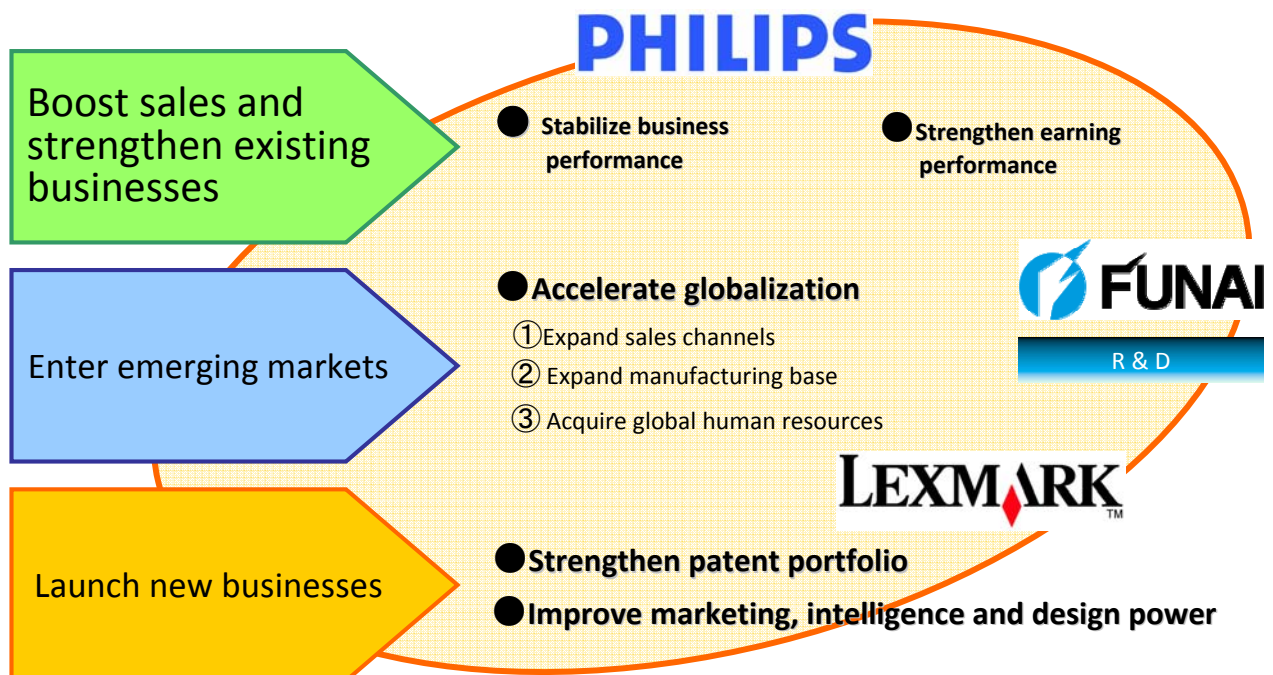 PHILIPS
Boost sales and
strengthen existing
businesses
● Stabilize business
performance
●Strengthen earning
performance
FUNAI
R & D
Enter emerging markets
●Accelerate globalization
①Expand sales channels
② Expand manufacturing base
③ Acquire global human resources
LEXMARK
TM
Launch new businesses
●Strengthen patent portfolio
●Improve marketing, intelligence and design power